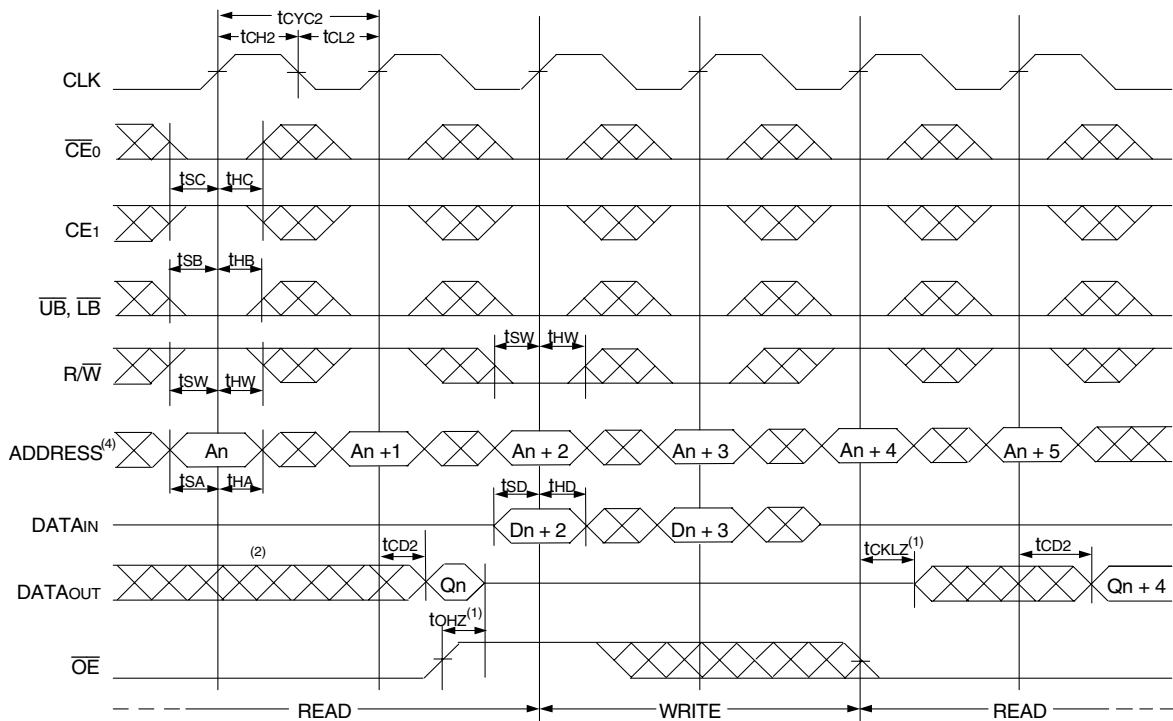 tCYC2
tCH2 tCL2
CLK
CE0
tSC tHC
CE1
tSB tHB
UB, LB
tSW tHW
R/W
tSW tHW
ADDRESS(4) An An +1 An + 2 An + 3 An + 4 An + 5
tSA tHA
tSD tHD
DATAIN Dn + 2 Dn + 3
tCD2 tCKLZ(1) tCD2
(2)
DATAOUT Qn Qn + 4
tOHZ(1)
OE
READ WRITE READ